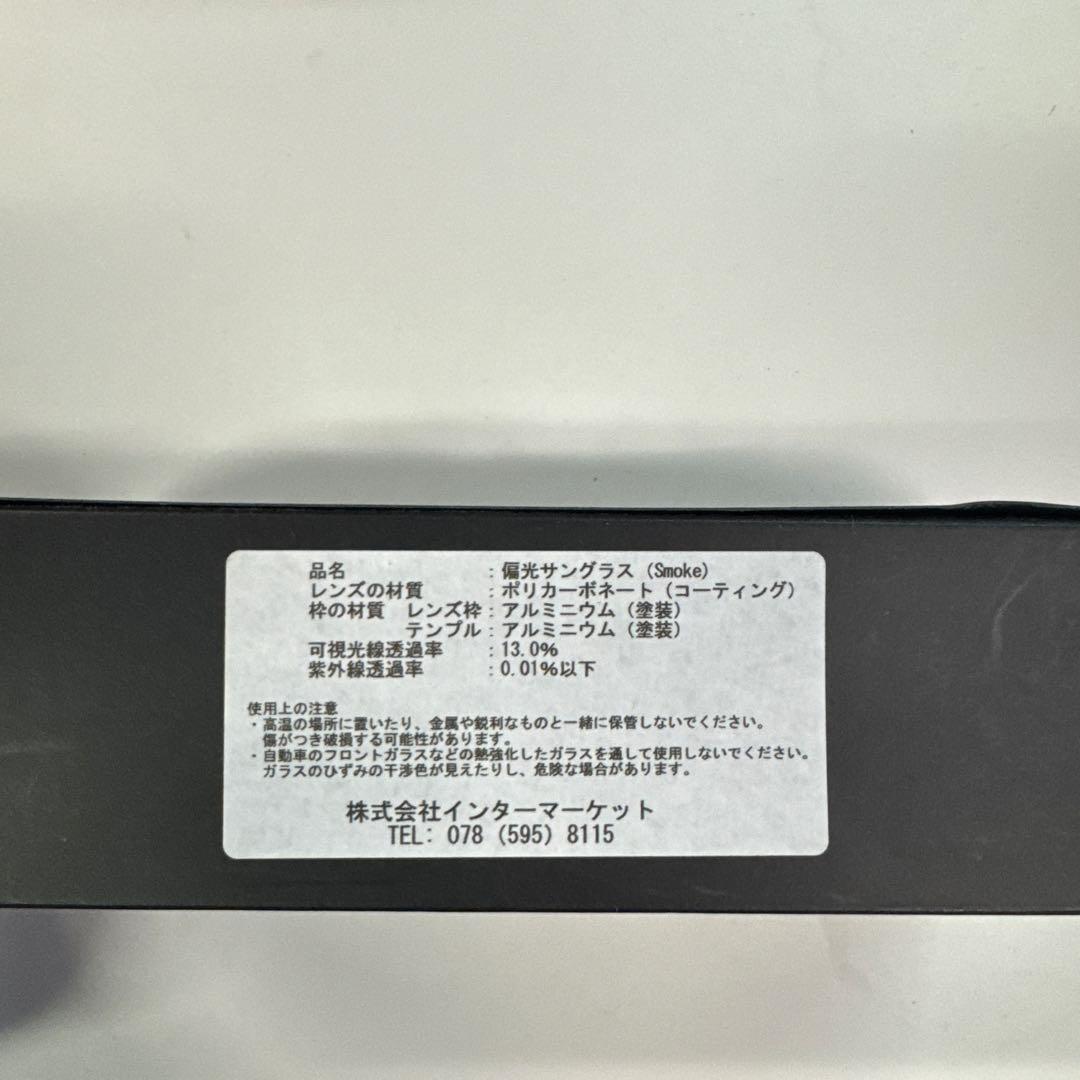 品名 : 偏光サングラス (Smoke)
レンズの材質 : ポリカーボネート (コーティング)
枠の材質 レンズ枠 : アルミニウム (塗装)
テンプル : アルミニウム (塗装)
可視光線透過率 : 13.0%
紫外線透過率 : 0.01%以下
使用上の注意
・高温の場所に置いたり、金属や鋭利なものと一緒に保管しないでください。
傷がつき破損する可能性があります。
・自動車のフロントガラスなどの熱強化したガラスを通して使用しないでください。
ガラスのひずみの干渉色が見えたりし、危険な場合があります。
株式会社インターマーケット
TEL: 078 (595) 8115